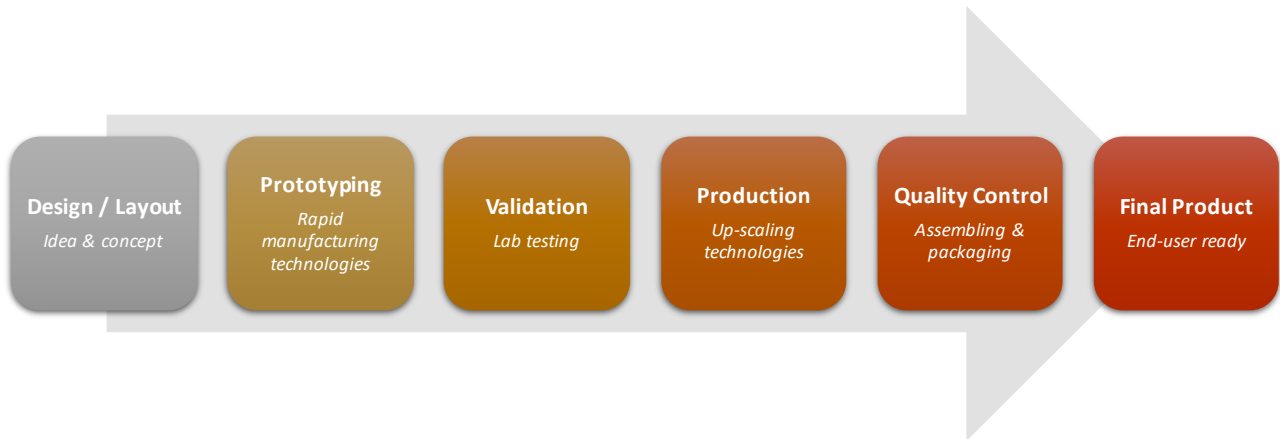 Design / Layout
Idea & concept
Prototyping
Rapid
manufacturing
technologies
Validation
Lab testing
Production
Up-scaling
technologies
Quality Control
Assembling &
packaging
Final Product
End-user ready